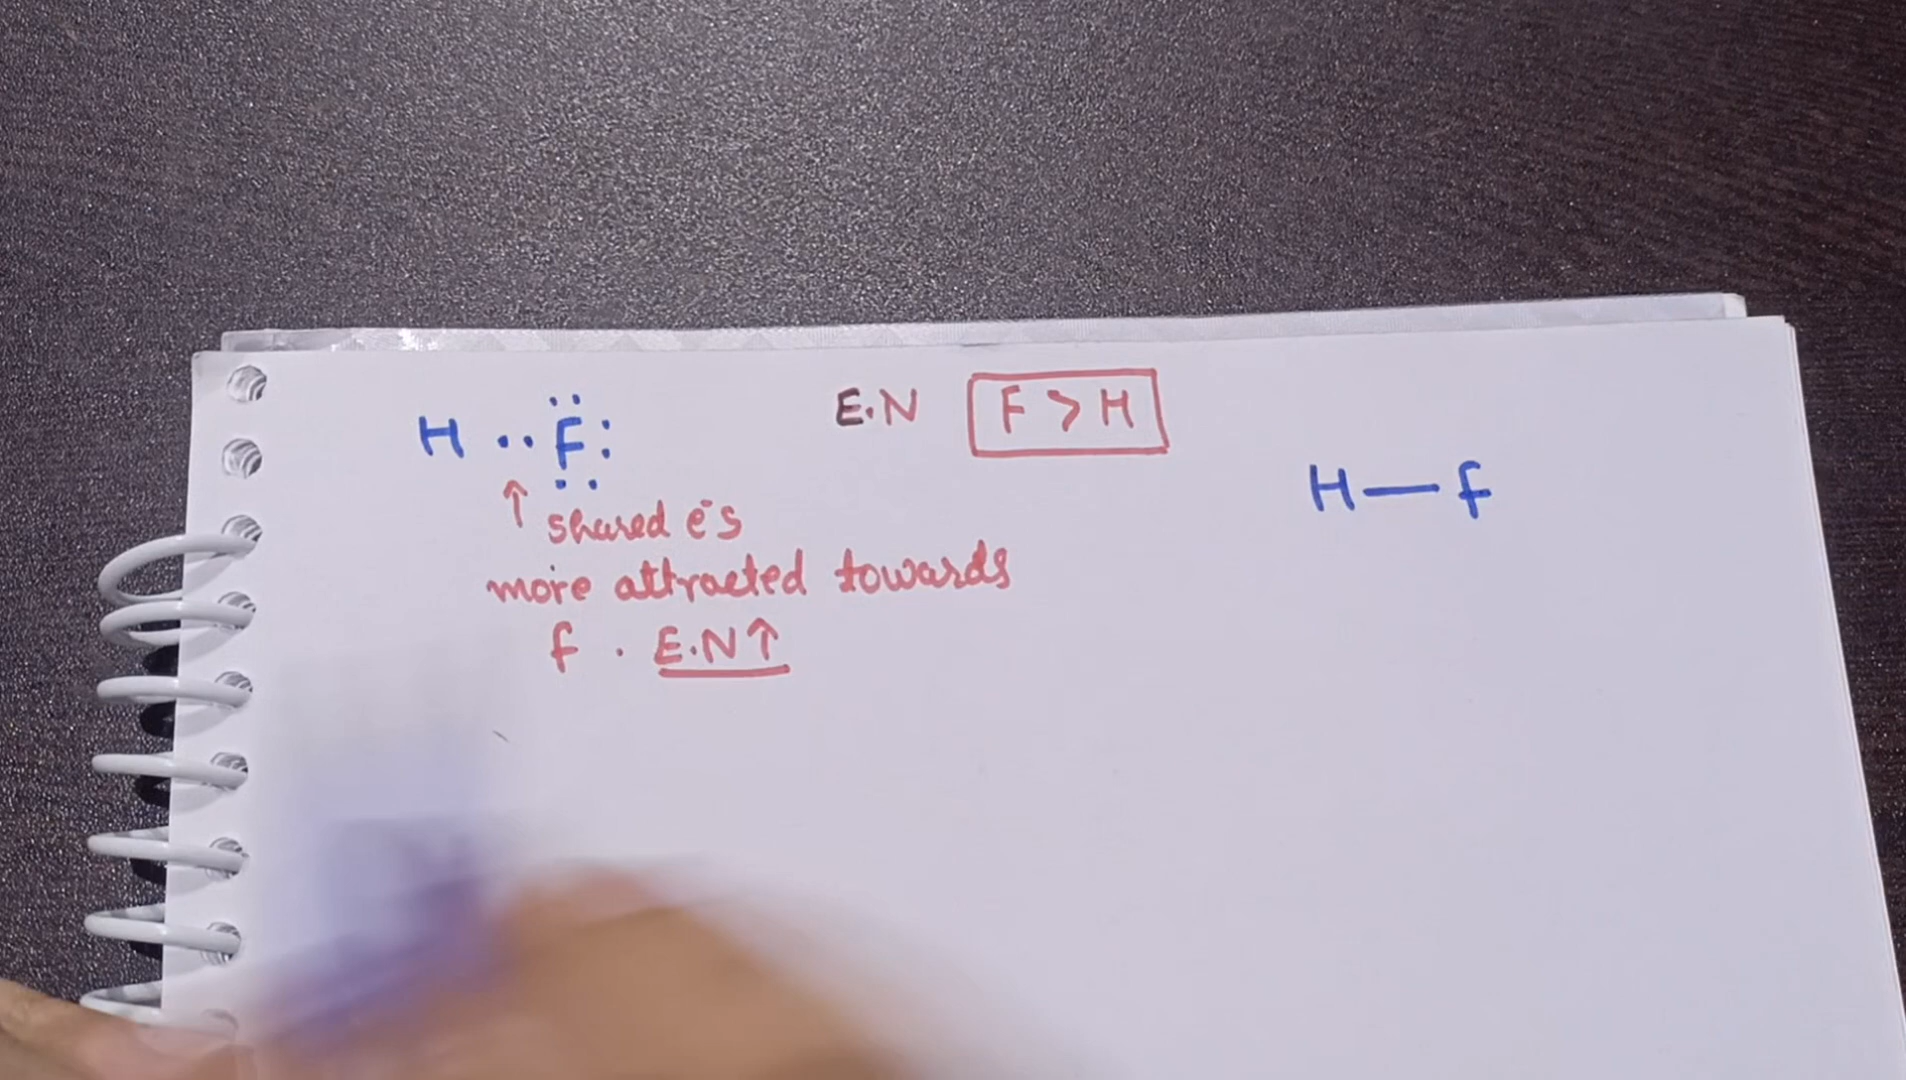 H ·· F̤̈ :
E.N F > H
H — F
↑ shared e⁻s
more attracted towards
F . E.N↑